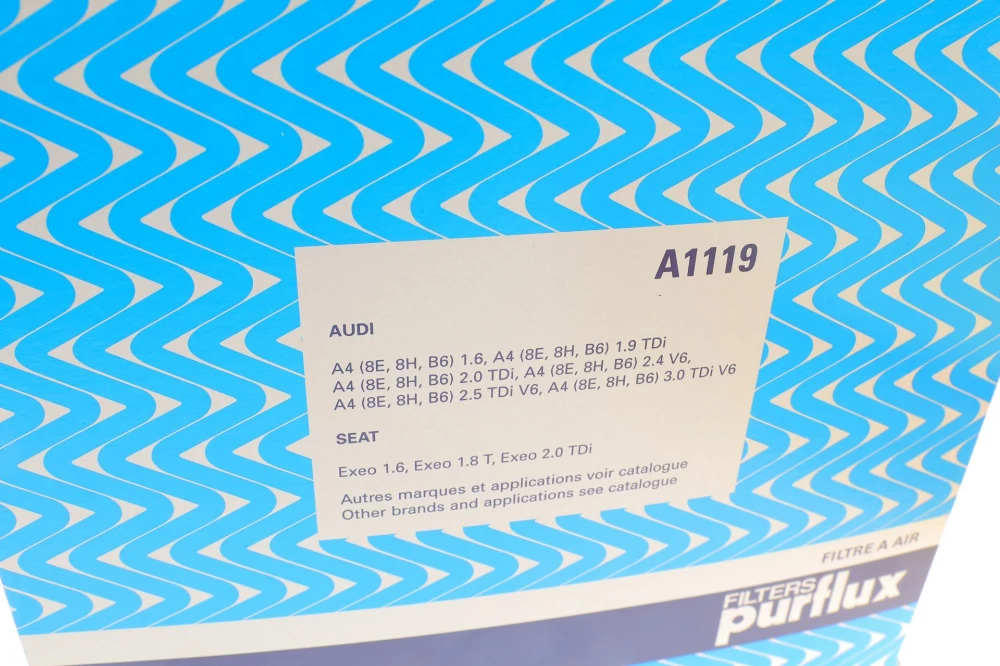 A1119
AUDI
A4 (8E, 8H, B6) 1.6, A4 (8E, 8H, B6) 1.9 TDi
A4 (8E, 8H, B6) 2.0 TDi, A4 (8E, 8H, B6) 2.4 V6,
A4 (8E, 8H, B6) 2.5 TDi V6, A4 (8E, 8H, B6) 3.0 TDi V6
SEAT
Exeo 1.6, Exeo 1.8 T, Exeo 2.0 TDi
Autres marques et applications voir catalogue
Other brands and applications see catalogue
FILTRE A AIR
FILTERS
purflux